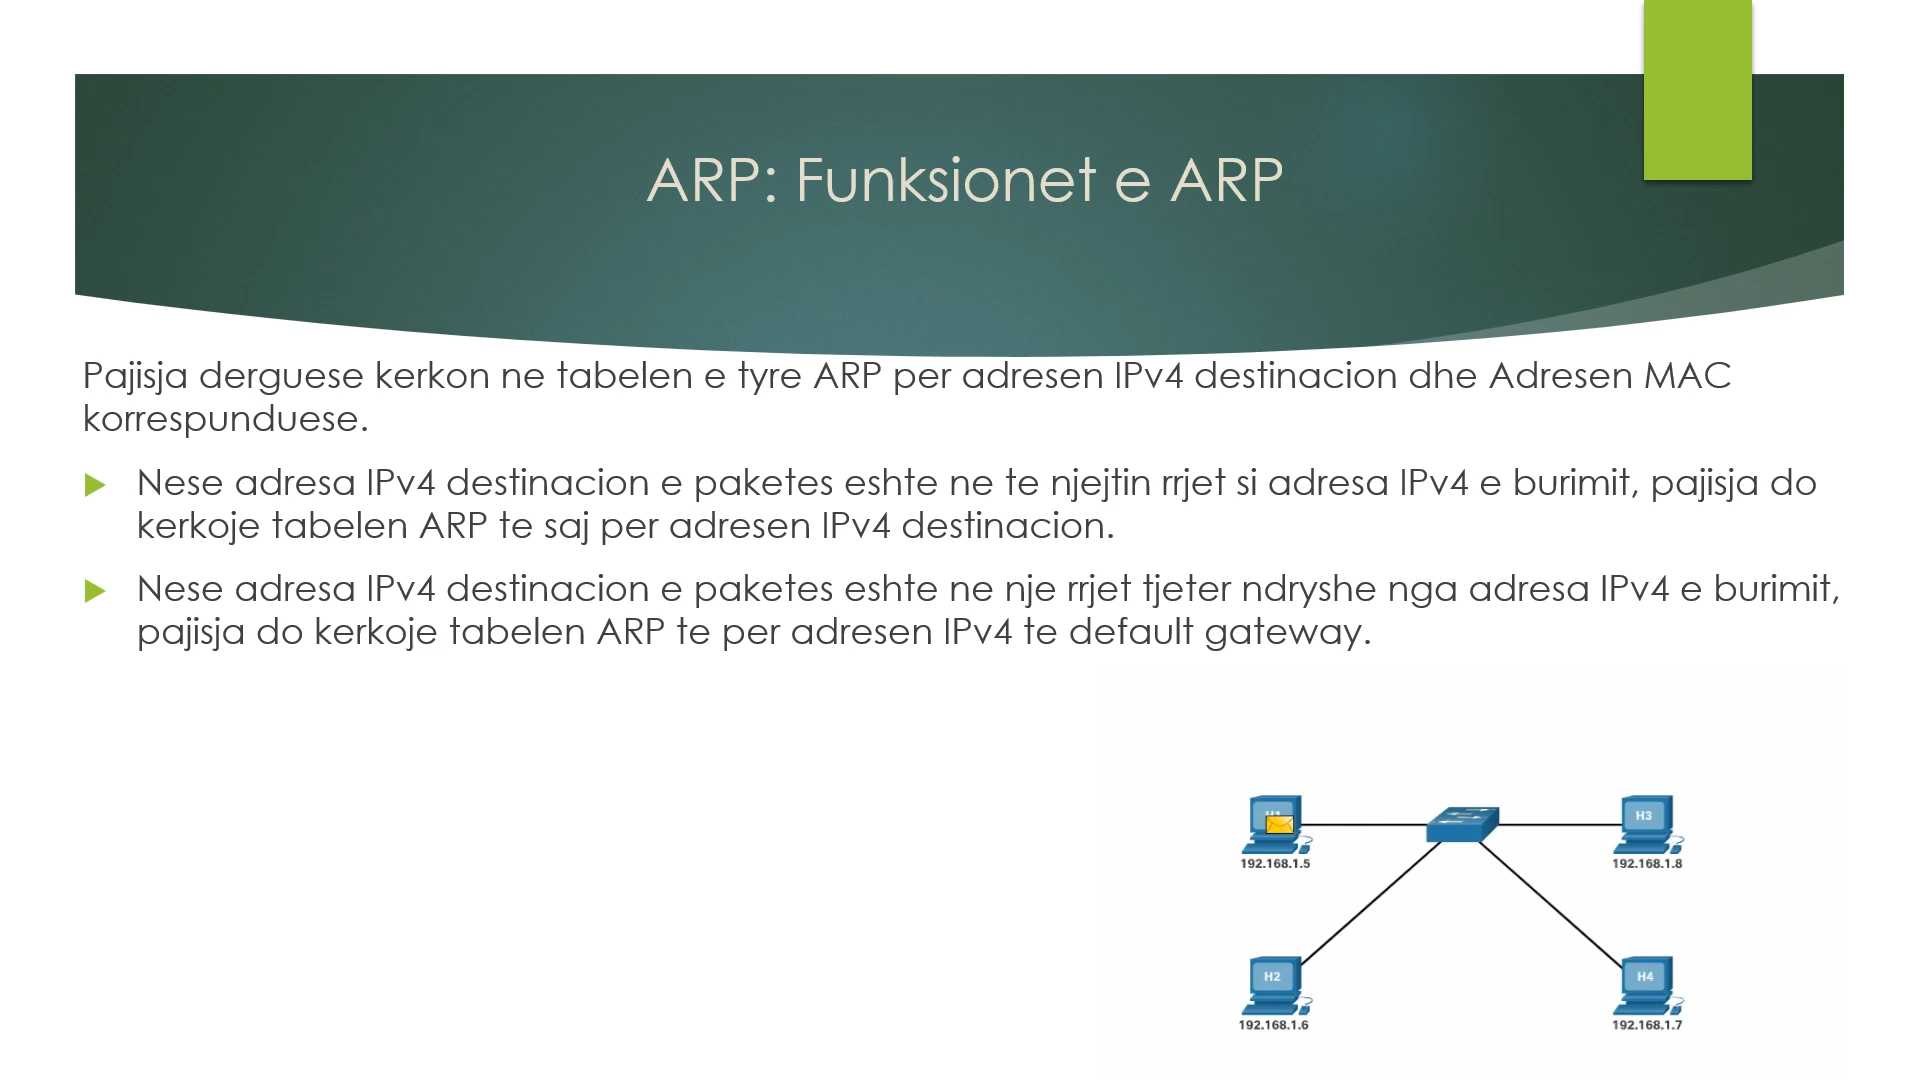 ARP: Funksionet e ARP
Pajisja derguese kerkon ne tabelen e tyre ARP per adresen IPv4 destinacion dhe Adresen MAC
korrespunduese.
Nese adresa IPv4 destinacion e paketes eshte ne te njejtin rrjet si adresa IPv4 e burimit, pajisja do
kerkoje tabelen ARP te saj per adresen IPv4 destinacion.
Nese adresa IPv4 destinacion e paketes eshte ne nje rrjet tjeter ndryshe nga adresa IPv4 e burimit,
pajisja do kerkoje tabelen ARP te per adresen IPv4 te default gateway.
H3
192.168.1.5
192.168.1.8
H2
H4
192.168.1.6
192.168.1.7